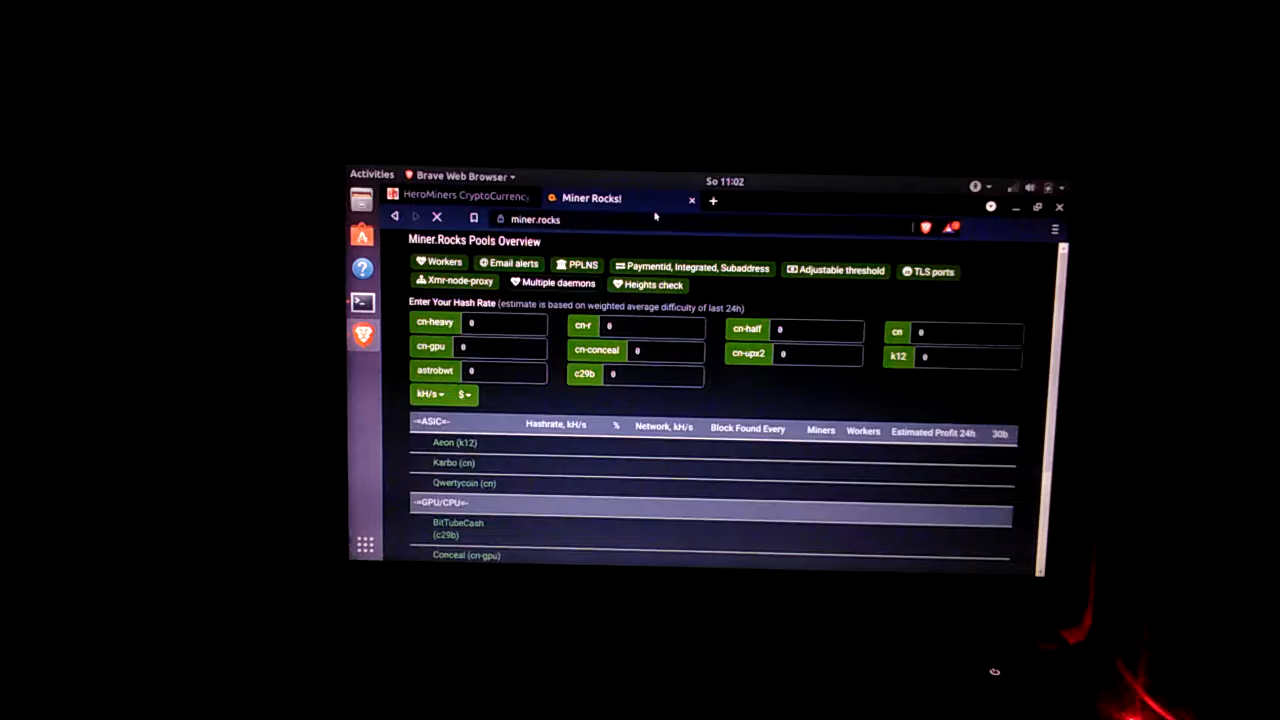 Activities Brave Web Browser So 11:02
HeroMiners CryptoCurrency Miner Rocks!
miner.rocks
Miner.Rocks Pools Overview
Workers Email alerts PPLNS PaymentId, Integrated, Subaddress Adjustable threshold TLS ports
Xmr-node-proxy Multiple daemons Heights check
Enter Your Hash Rate (estimate is based on weighted average difficulty of last 24h)
cn-heavy 0 cn-r 0 cn-half 0 cn 0
cn-gpu 0 cn-conceal 0 cn-upx2 0 k12 0
astrobwt 0 c29b 0
kH/s $
-=ASIC=- Hashrate, kH/s % Network, kH/s Block Found Every Miners Workers Estimated Profit 24h 30b
Aeon (k12)
Karbo (cn)
Qwertycoin (cn)
-=GPU/CPU=-
BitTubeCash
(c29b)
Conceal (cn-gpu)